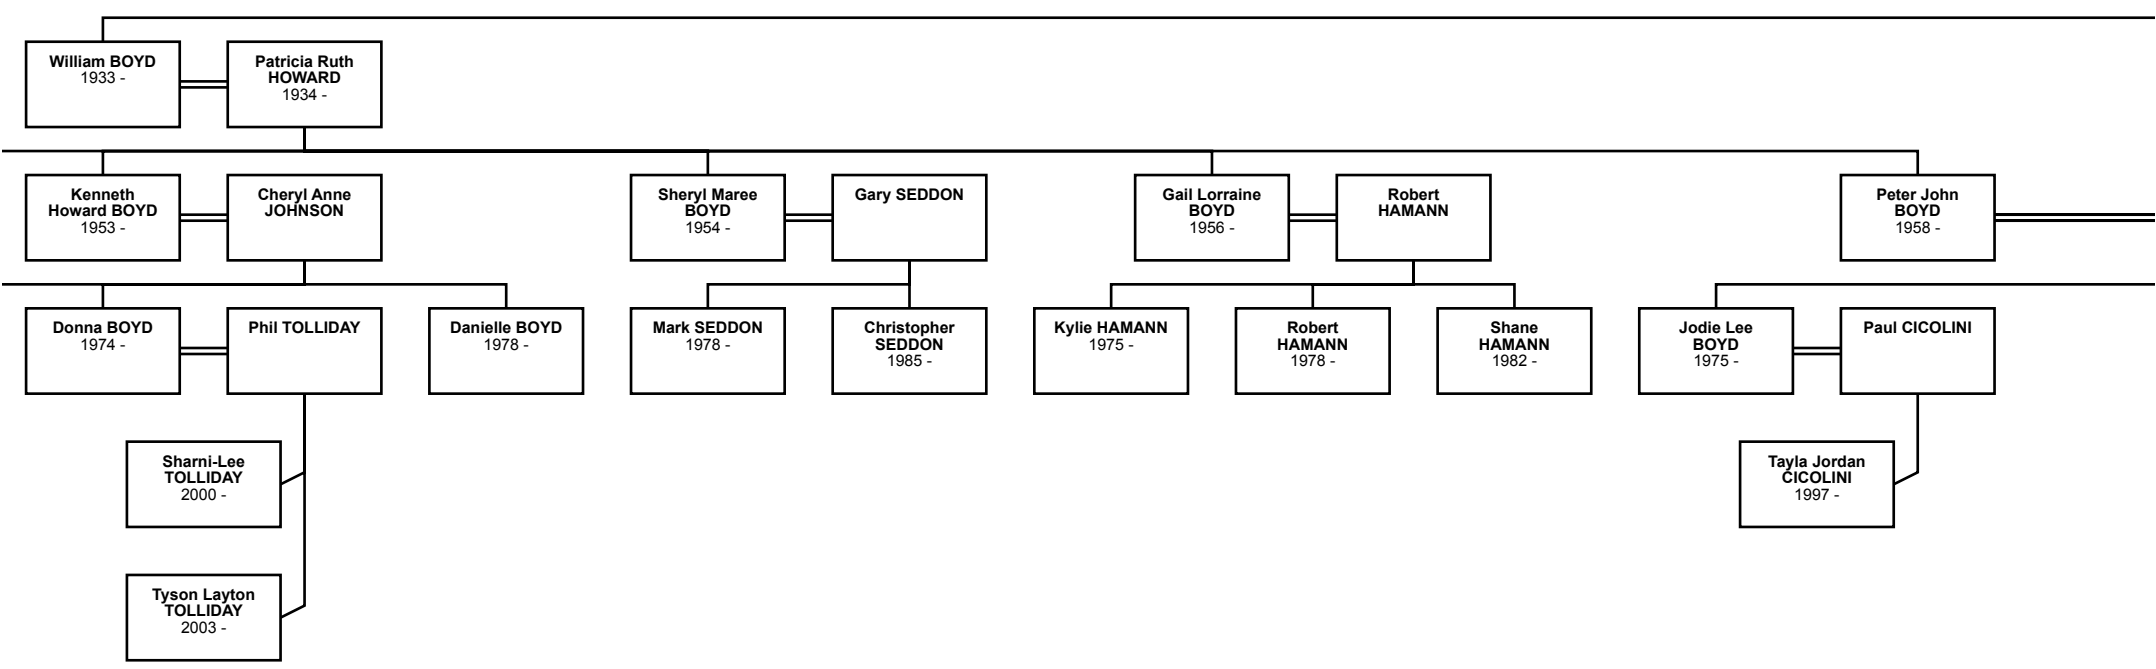 William BOYD
1933 -
Patricia Ruth
HOWARD
1934 -
Kenneth
Howard BOYD
1953 -
Cheryl Anne
JOHNSON
Sheryl Maree
BOYD
1954 -
Gary SEDDON
Gail Lorraine
BOYD
1956 -
Robert
HAMANN
Peter John
BOYD
1958 -
Donna BOYD
1974 -
Phil TOLLIDAY
Danielle BOYD
1978 -
Mark SEDDON
1978 -
Christopher
SEDDON
1985 -
Kylie HAMANN
1975 -
Robert
HAMANN
1978 -
Shane
HAMANN
1982 -
Jodie Lee
BOYD
1975 -
Paul CICOLINI
Sharni-Lee
TOLLIDAY
2000 -
Tayla Jordan
CICOLINI
1997 -
Tyson Layton
TOLLIDAY
2003 -